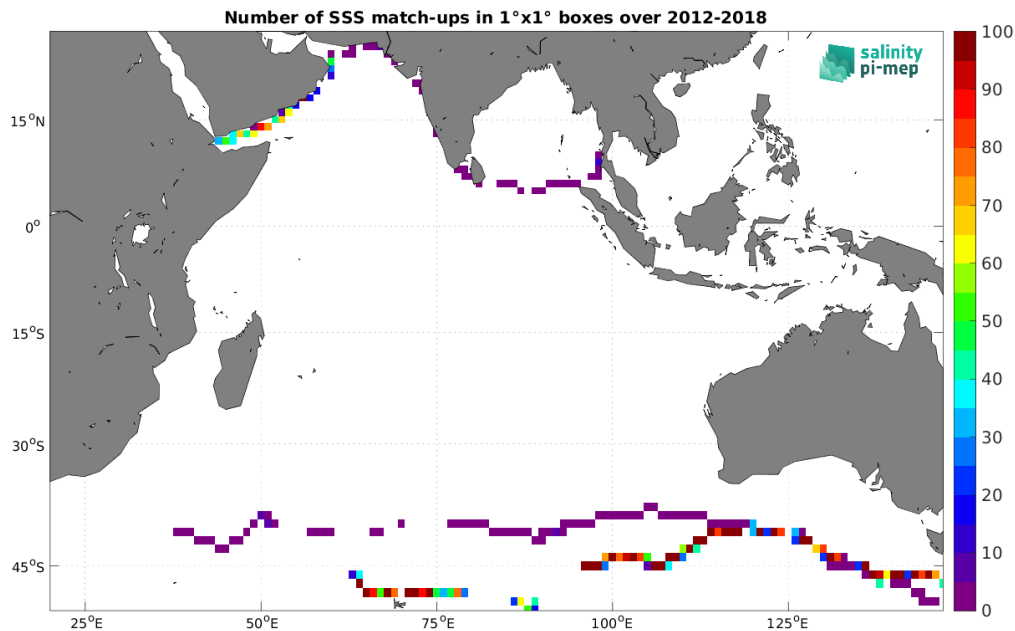 Number of SSS match-ups in 1°x1° boxes over 2012-2018
salinity
pi-mep
15°N
0°
15°S
30°S
45°S
25°E
50°E
75°E
100°E
125°E
100
90
80
70
60
50
40
30
20
10
0